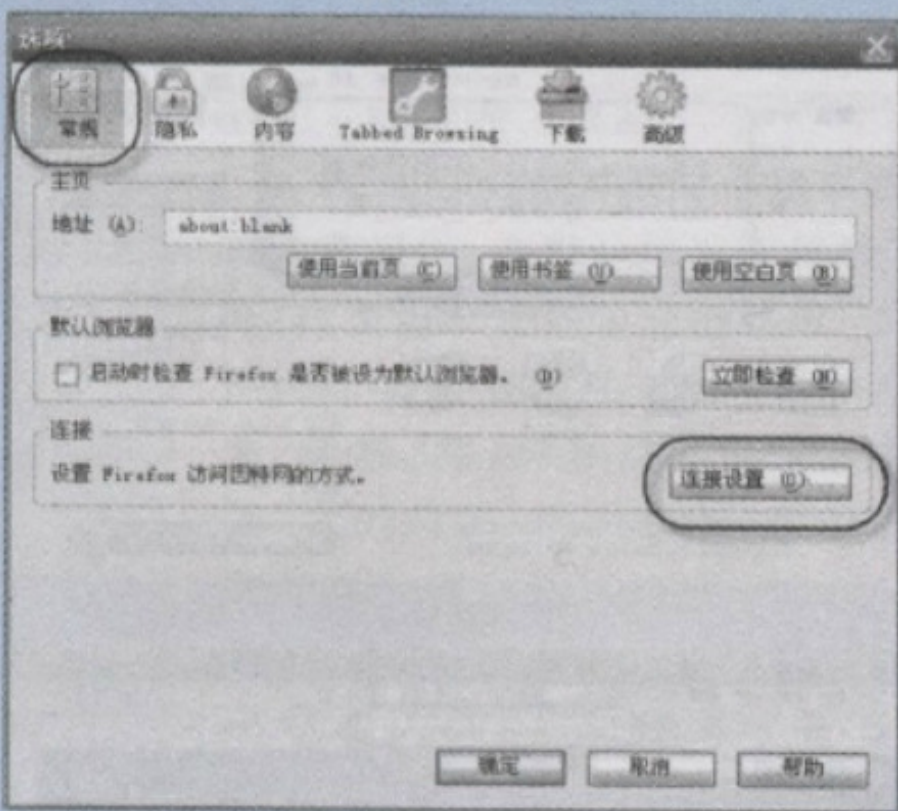 选项
常规 隐私 内容 Tabbed Browsing 下载 高级
主页
地址 (A): about:blank
使用当前页 (C) 使用书签 使用空白页 (B)
默认浏览器
启动时检查 Firefox 是否被设为默认浏览器。 (D) 立即检查 (N)
连接
设置 Firefox 访问因特网的方式。 连接设置
确定 取消 帮助